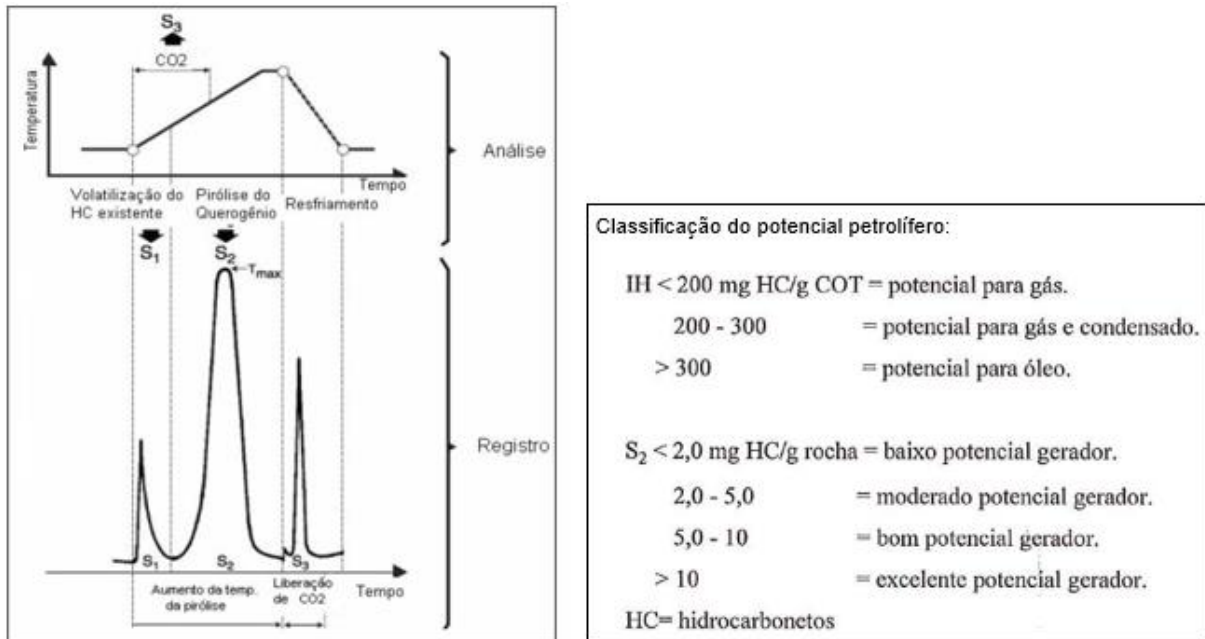 S3
CO2
Temperatura
Tempo
Análise
Volatilização do
HC existente
Pirólise do
Querogênio
Resfriamento
S1
S2
Tmax
Registro
S1
S2
S3
Tempo
Aumento da temp.
da pirólise
Liberação
de CO2
Classificação do potencial petrolífero:
IH < 200 mg HC/g COT = potencial para gás.
200 - 300 = potencial para gás e condensado.
> 300 = potencial para óleo.
S2 < 2,0 mg HC/g rocha = baixo potencial gerador.
2,0 - 5,0 = moderado potencial gerador.
5,0 - 10 = bom potencial gerador.
> 10 = excelente potencial gerador.
HC= hidrocarbonetos